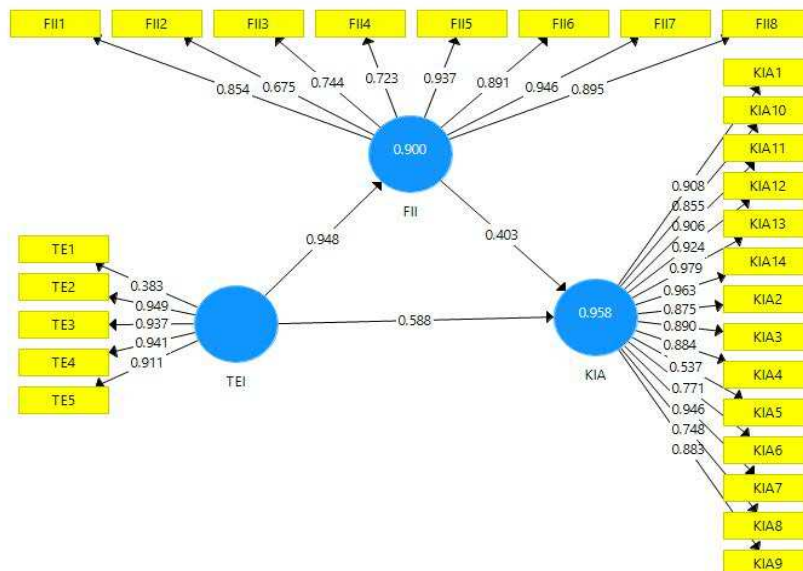 FII1 FII2 FII3 FII4 FII5 FII6 FII7 FII8
0.854 0.675 0.744 0.723 0.937 0.891 0.946 0.895
0.900
FII
0.948
0.403
TE1
TE2
TE3
TE4
TE5
0.383
0.949
0.937
0.941
0.911
TEI
0.588
0.958
KIA
0.908
0.855
0.906
0.924
0.979
0.963
0.875
0.890
0.884
0.537
0.771
0.946
0.748
0.883
KIA1
KIA10
KIA11
KIA12
KIA13
KIA14
KIA2
KIA3
KIA4
KIA5
KIA6
KIA7
KIA8
KIA9